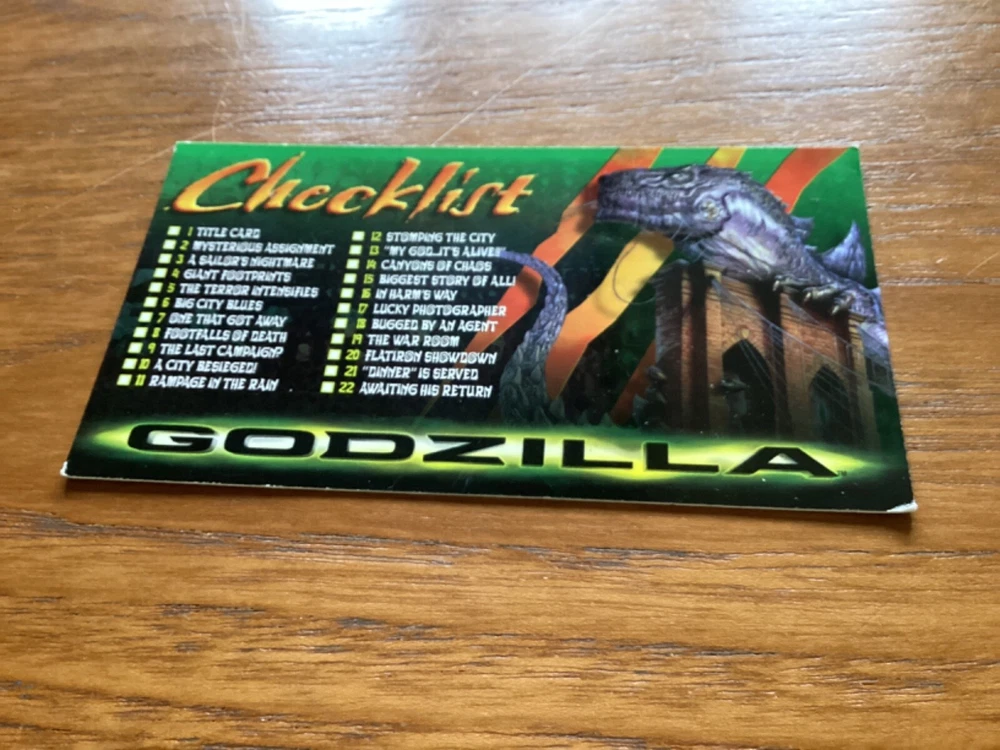 Checklist
1 TITLE CARD
2 MYSTERIOUS ASSIGNMENT
3 A SAILOR'S NIGHTMARE
4 GIANT FOOTPRINTS
5 THE TERROR INTENSIFIES
6 BIG CITY BLUES
7 ONE THAT GOT AWAY
8 FOOTFALLS OF DEATH
9 THE LAST CAMPAIGN?
10 A CITY BESIEGED!
11 RAMPAGE IN THE RAIN
12 STOMPING THE CITY
13 "MY GOD...IT'S ALIVE!"
14 CANYONS OF CHAOS
15 BIGGEST STORY OF ALL!
16 IN HARM'S WAY
17 LUCKY PHOTOGRAPHER
18 BUGGED BY AN AGENT
19 THE WAR ROOM
20 FLATIRON SHOWDOWN
21 "DINNER" IS SERVED
22 AWAITING HIS RETURN
GODZILLA™